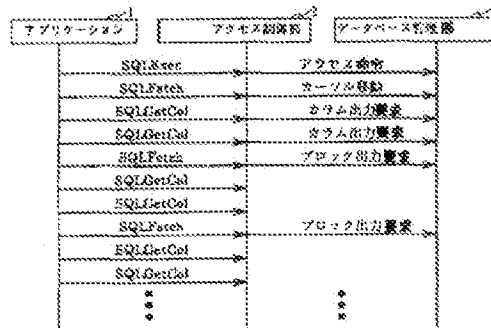 アプリケーション アクセス制御部 データベース管理部
SQLExec アクセス命令
SQLFetch カーソル移動
SQLGetCol カラム出力要求
SQLGetCol カラム出力要求
SQLFetch ブロック出力要求
SQLGetCol
SQLGetCol
SQLFetch ブロック出力要求
SQLGetCol
SQLGetCol